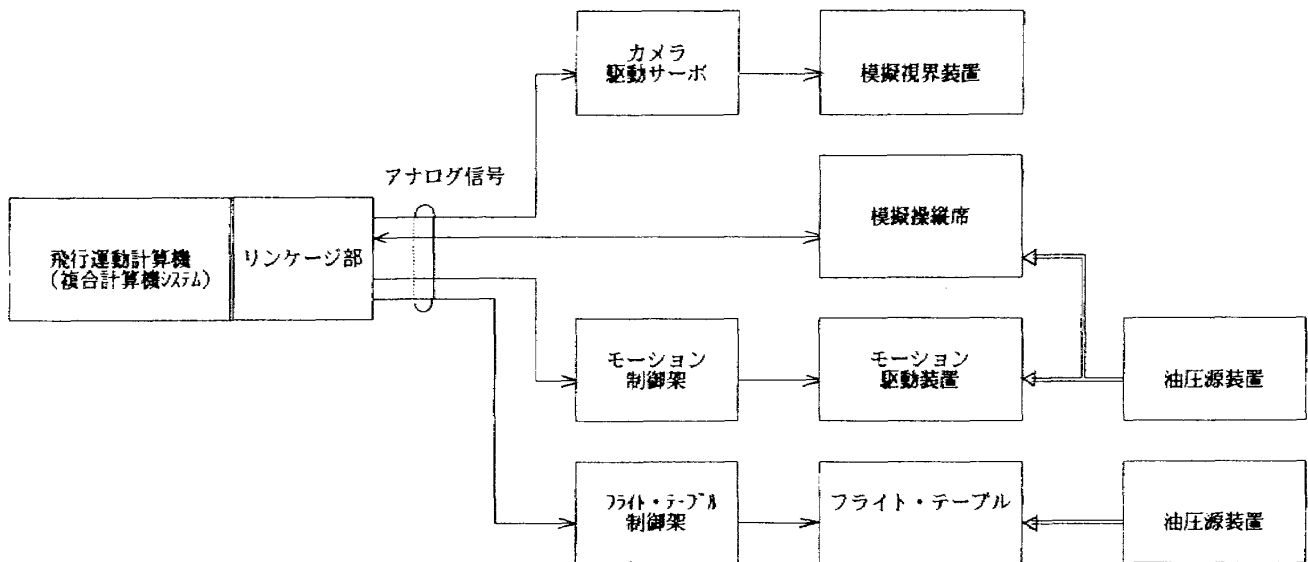 カメラ
駆動サーボ
模擬視界装置
アナログ信号
模擬操縦席
飛行運動計算機
(複合計算機システム)
リンケージ部
モーション
制御架
モーション
駆動装置
油圧源装置
フライト・テーブル
制御架
フライト・テーブル
油圧源装置